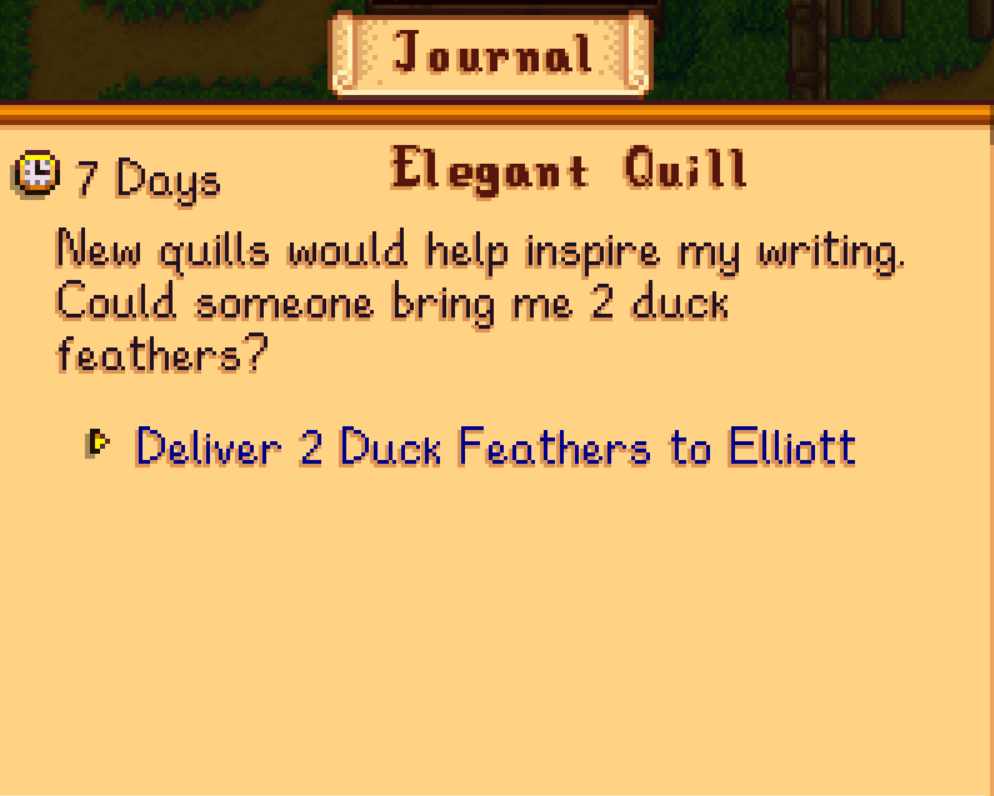 Journal
7 Days
Elegant Quill
New quills would help inspire my writing.
Could someone bring me 2 duck
feathers?
Deliver 2 Duck Feathers to Elliott